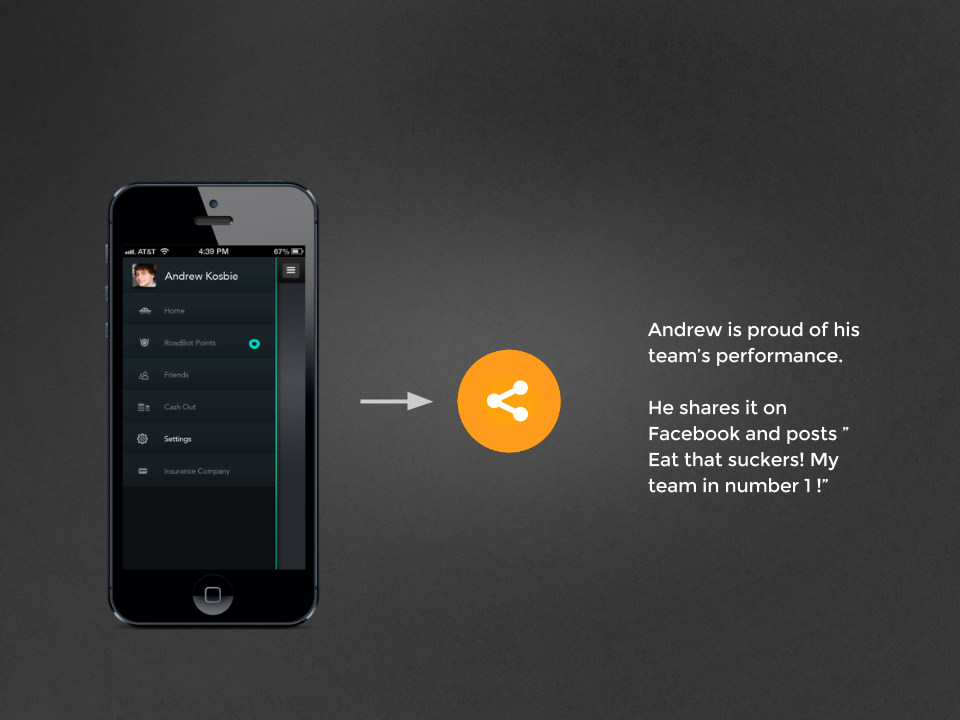 AT&T 4:39 PM 67%
Andrew Kosbie
Home
RoadBot Points
Friends
Cash Out
Settings
Insurance Company
Andrew is proud of his
team’s performance.
He shares it on
Facebook and posts ”
Eat that suckers! My
team in number 1 !”